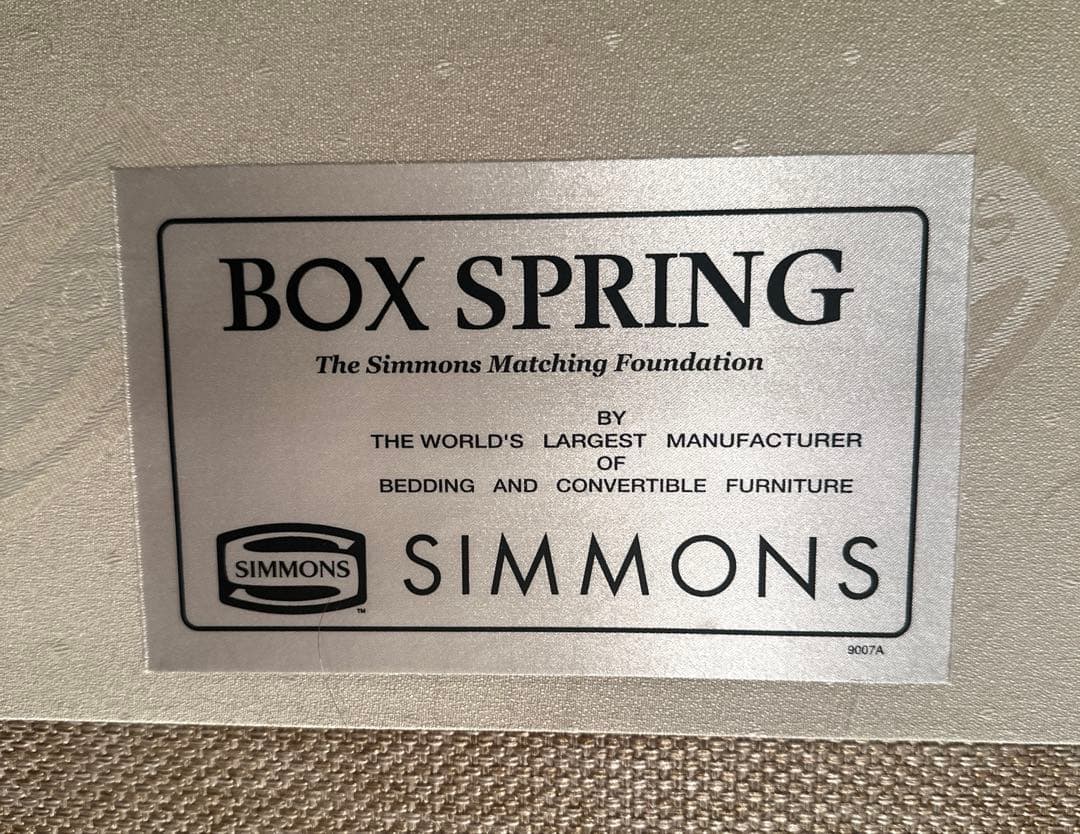 BOX SPRING
The Simmons Matching Foundation
BY
THE WORLD'S LARGEST MANUFACTURER
OF
BEDDING AND CONVERTIBLE FURNITURE
SIMMONS TM SIMMONS
9007A